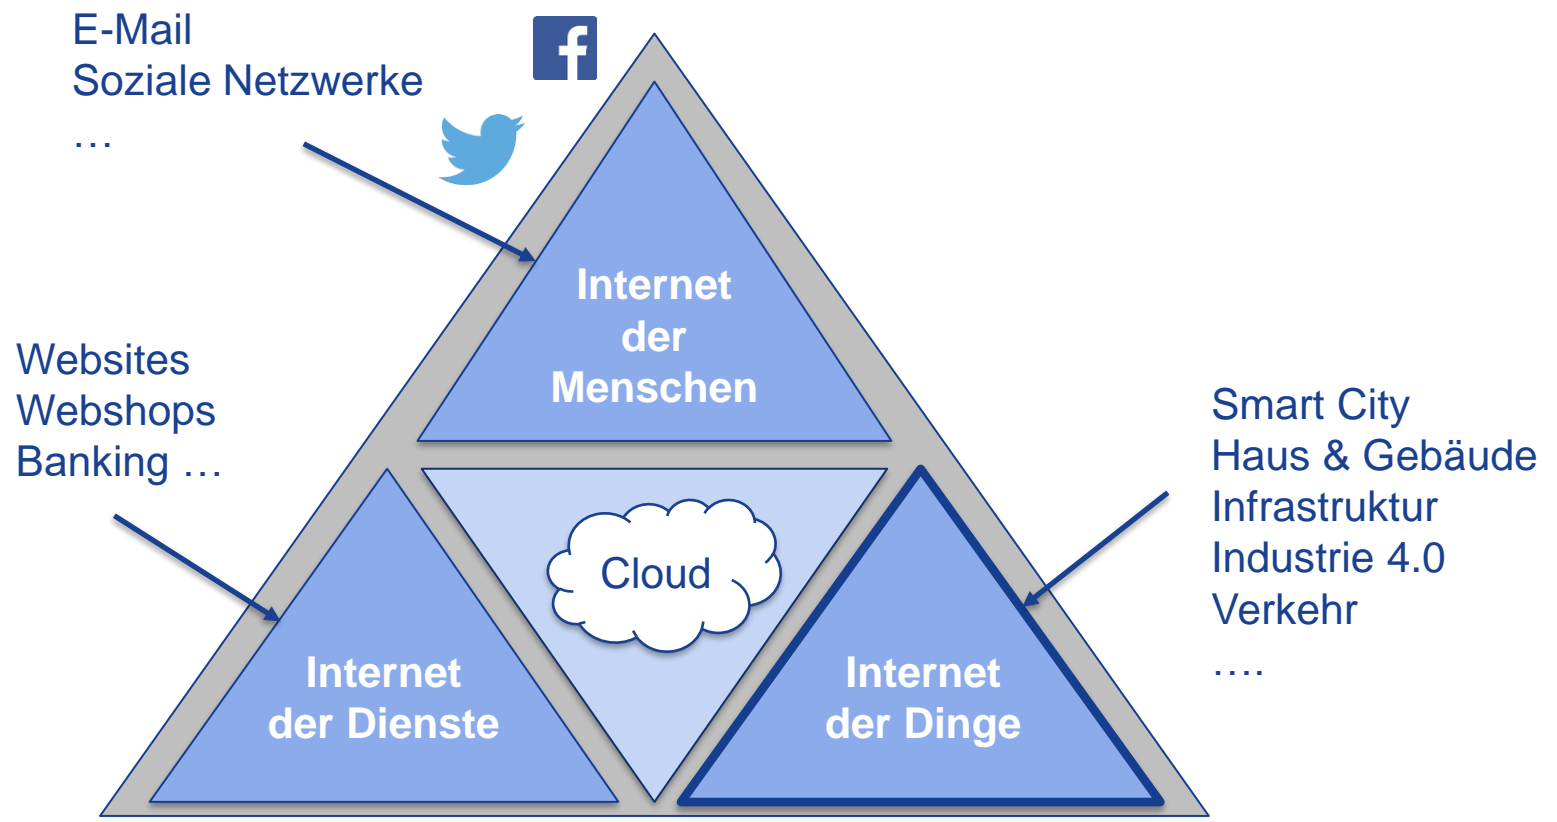 E-Mail
Soziale Netzwerke
…
f
Internet
der
Menschen
Websites
Webshops
Banking …
Cloud
Internet
der Dienste
Internet
der Dinge
Smart City
Haus & Gebäude
Infrastruktur
Industrie 4.0
Verkehr
….